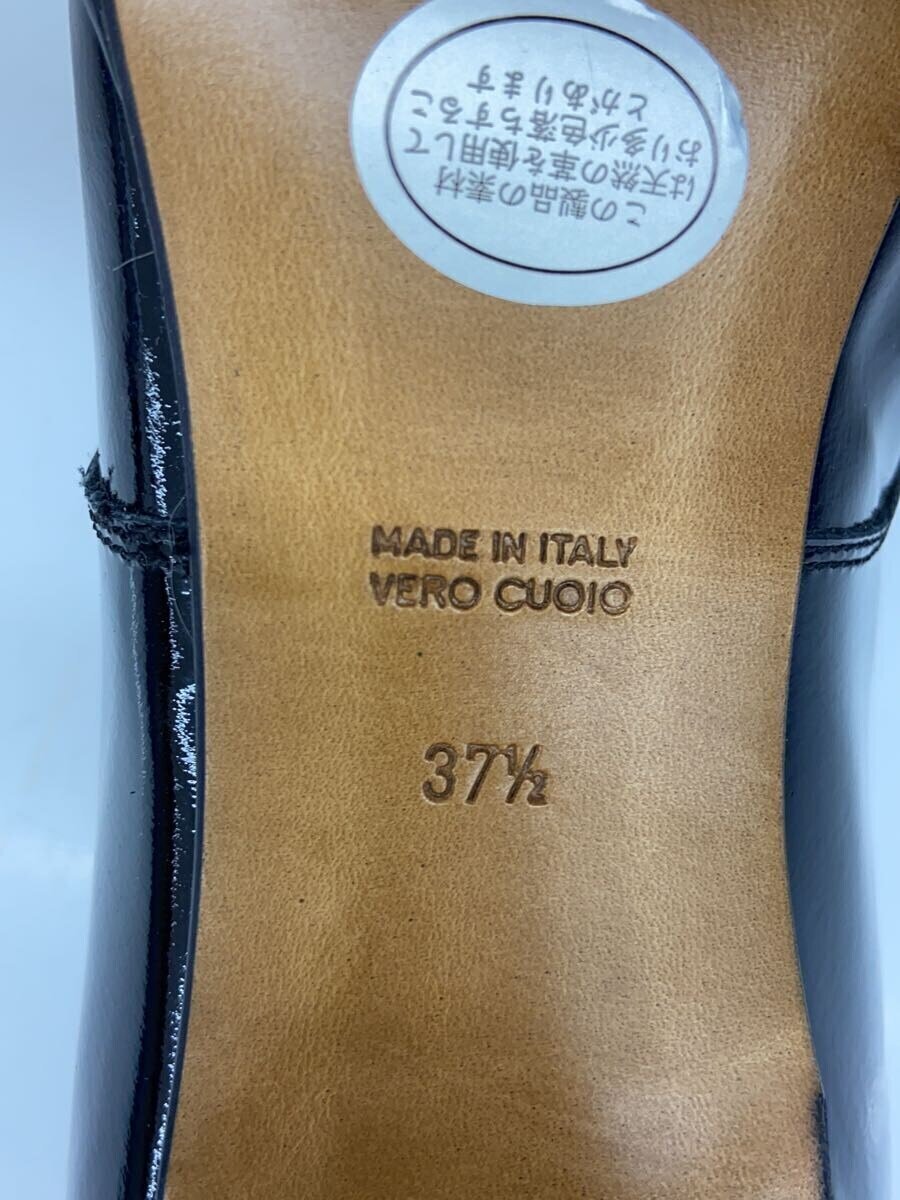 この製品の素材
は天然の革を使用して
おり多少色落ちするこ
とがあります
MADE IN ITALY
VERO CUOIO
37½